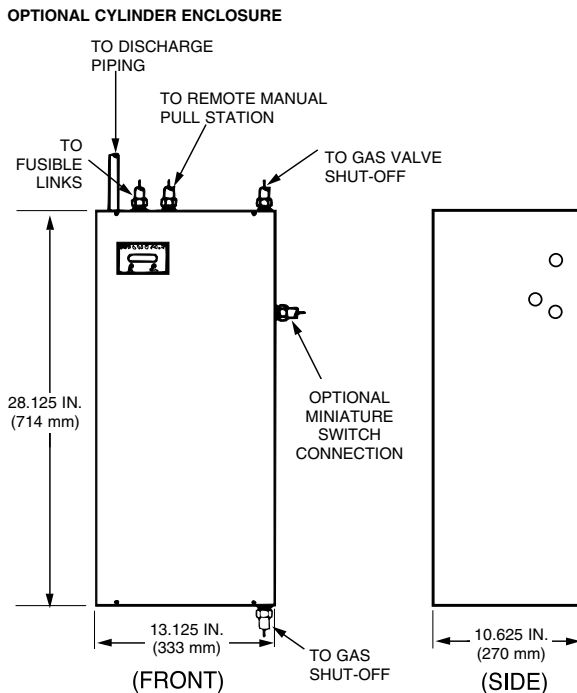 OPTIONAL CYLINDER ENCLOSURE
TO DISCHARGE
PIPING
TO REMOTE MANUAL
PULL STATION
TO
FUSIBLE
LINKS
TO GAS VALVE
SHUT-OFF
28.125 IN.
(714 mm)
OPTIONAL
MINIATURE
SWITCH
CONNECTION
13.125 IN.
(333 mm)
TO GAS
SHUT-OFF
(FRONT)
10.625 IN.
(270 mm)
(SIDE)